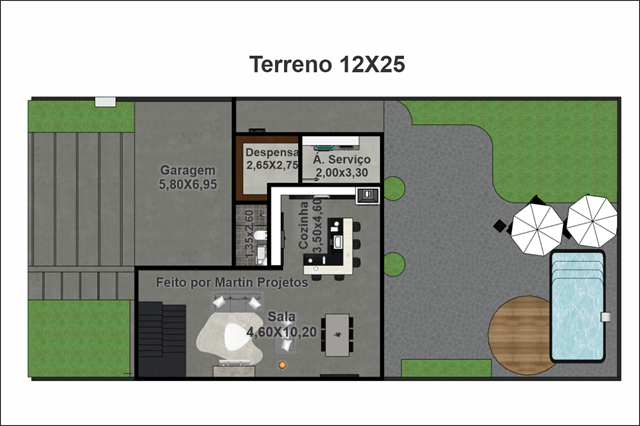 Terreno 12X25
Despensa
2,65X2,75
Á. Serviço
2,00x3,30
Garagem
5,80X6,95
1,35x2,60
Cozinha
3,50x4,60
Feito por Martin Projetos
Sala
4,60X10,20